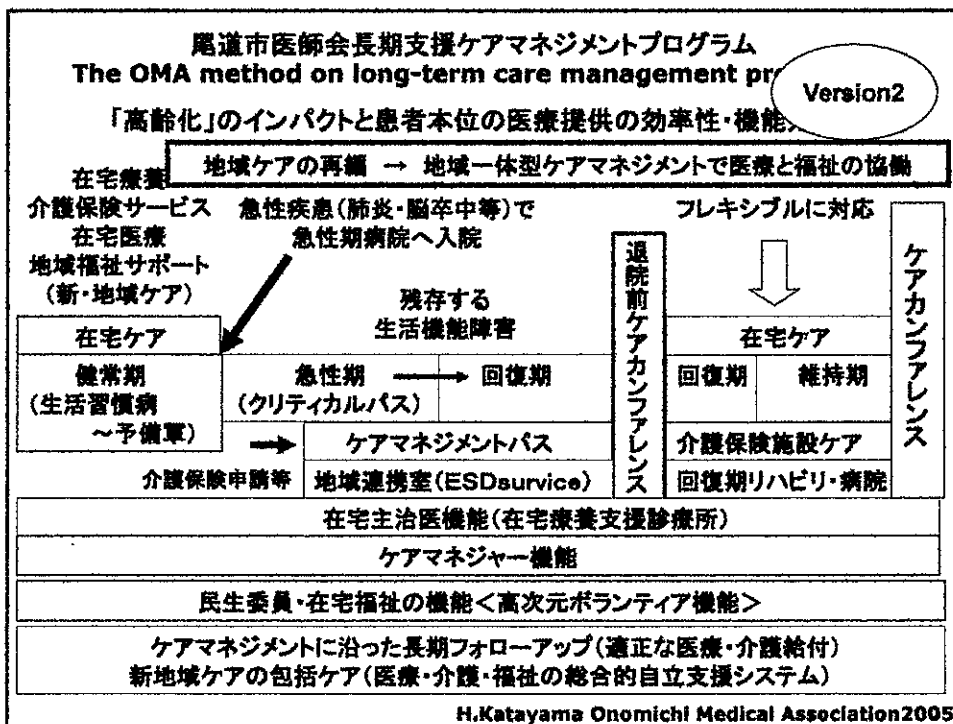 尾道市医師会長期支援ケアマネジメントプログラム
The OMA method on long-term care management pr
Version2
「高齢化」のインパクトと患者本位の医療提供の効率性・機能
地域ケアの再編 → 地域一体型ケアマネジメントで医療と福祉の協働
在宅療養
介護保険サービス
在宅医療
地域福祉サポート
(新・地域ケア)
急性疾患(肺炎・脳卒中等)で
急性期病院へ入院
フレキシブルに対応
残存する
生活機能障害
退院前ケアカンファレンス
ケアカンファレンス
在宅ケア
健常期
(生活習慣病
～予備軍)
急性期
(クリティカルパス)
回復期
在宅ケア
回復期
維持期
ケアマネジメントパス
介護保険施設ケア
介護保険申請等
地域連携室(ESDsurvice)
回復期リハビリ・病院
在宅主治医機能(在宅療養支援診療所)
ケアマネジャー機能
民生委員・在宅福祉の機能<高次元ボランティア機能>
ケアマネジメントに沿った長期フォローアップ(適正な医療・介護給付)
新地域ケアの包括ケア(医療・介護・福祉の総合的自立支援システム)
H.Katayama Onomichi Medical Association2005